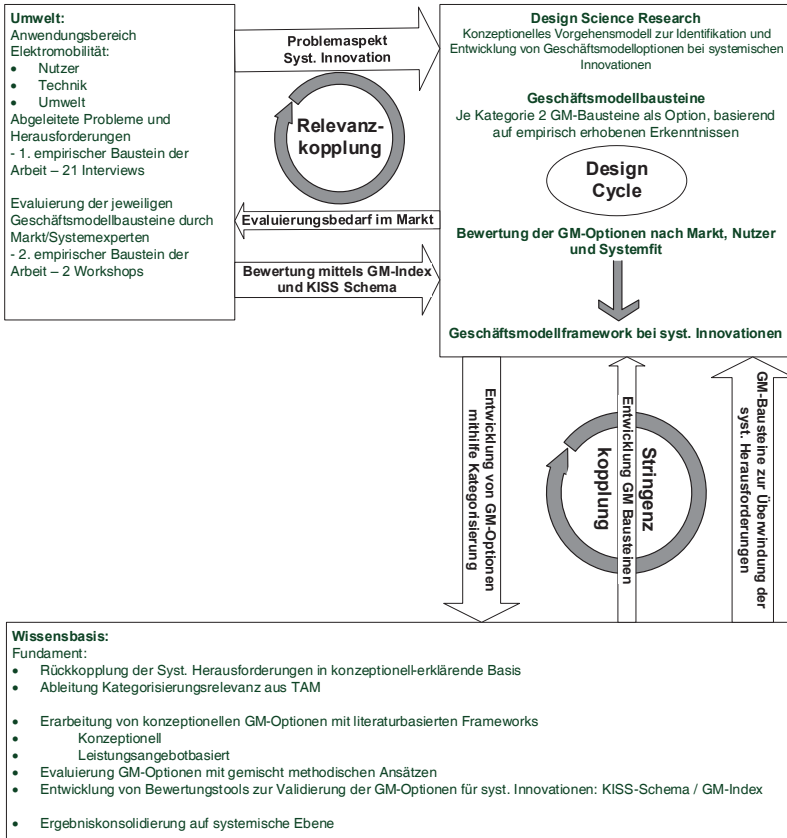 Umwelt:
Anwendungsbereich
Elektromobilität:
• Nutzer
• Technik
• Umwelt
Abgeleitete Probleme und
Herausforderungen
- 1. empirischer Baustein der
Arbeit – 21 Interviews
Evaluierung der jeweiligen
Geschäftsmodellbausteine durch
Markt/Systemexperten
- 2. empirischer Baustein der
Arbeit – 2 Workshops
Problemaspekt
Syst. Innovation
Relevanz-
kopplung
Evaluierungsbedarf im Markt
Bewertung mittels GM-Index
und KISS Schema
Design Science Research
Konzeptionelles Vorgehensmodell zur Identifikation und
Entwicklung von Geschäftsmodelloptionen bei systemischen
Innovationen
Geschäftsmodellbausteine
Je Kategorie 2 GM-Bausteine als Option, basierend
auf empirisch erhobenen Erkenntnissen
Design
Cycle
Bewertung der GM-Optionen nach Markt, Nutzer
und Systemfit
Geschäftsmodellframework bei syst. Innovationen
Entwicklung von GM-Optionen
mithilfe Kategorisierung
Stringenz
kopplung
Entwicklung GM Bausteinen
GM-Bausteine zur Überwindung der
syst. Herausforderungen
Wissensbasis:
Fundament:
• Rückkopplung der Syst. Herausforderungen in konzeptionell-erklärende Basis
• Ableitung Kategorisierungsrelevanz aus TAM
• Erarbeitung von konzeptionellen GM-Optionen mit literaturbasierten Frameworks
• Konzeptionell
• Leistungsangebotbasiert
• Evaluierung GM-Optionen mit gemischt methodischen Ansätzen
• Entwicklung von Bewertungstools zur Validierung der GM-Optionen für syst. Innovationen: KISS-Schema / GM-Index
• Ergebniskonsolidierung auf systemische Ebene